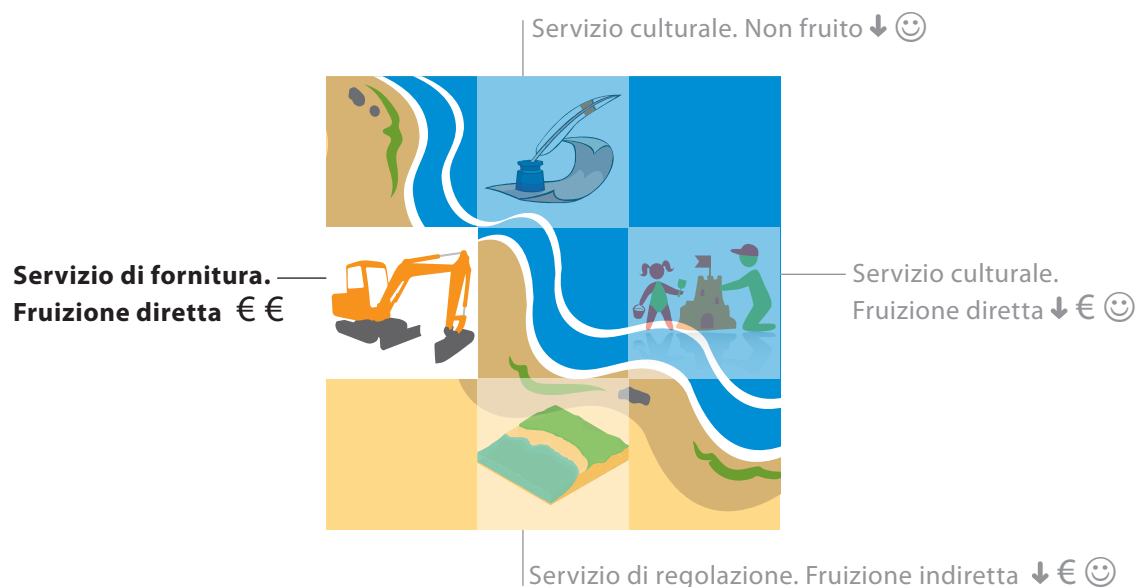 Servizio culturale. Non fruito ↓ ☺
Servizio di fornitura.
Fruizione diretta € €
Servizio culturale.
Fruizione diretta ↓ € ☺
Servizio di regolazione. Fruizione indiretta ↓ € ☺